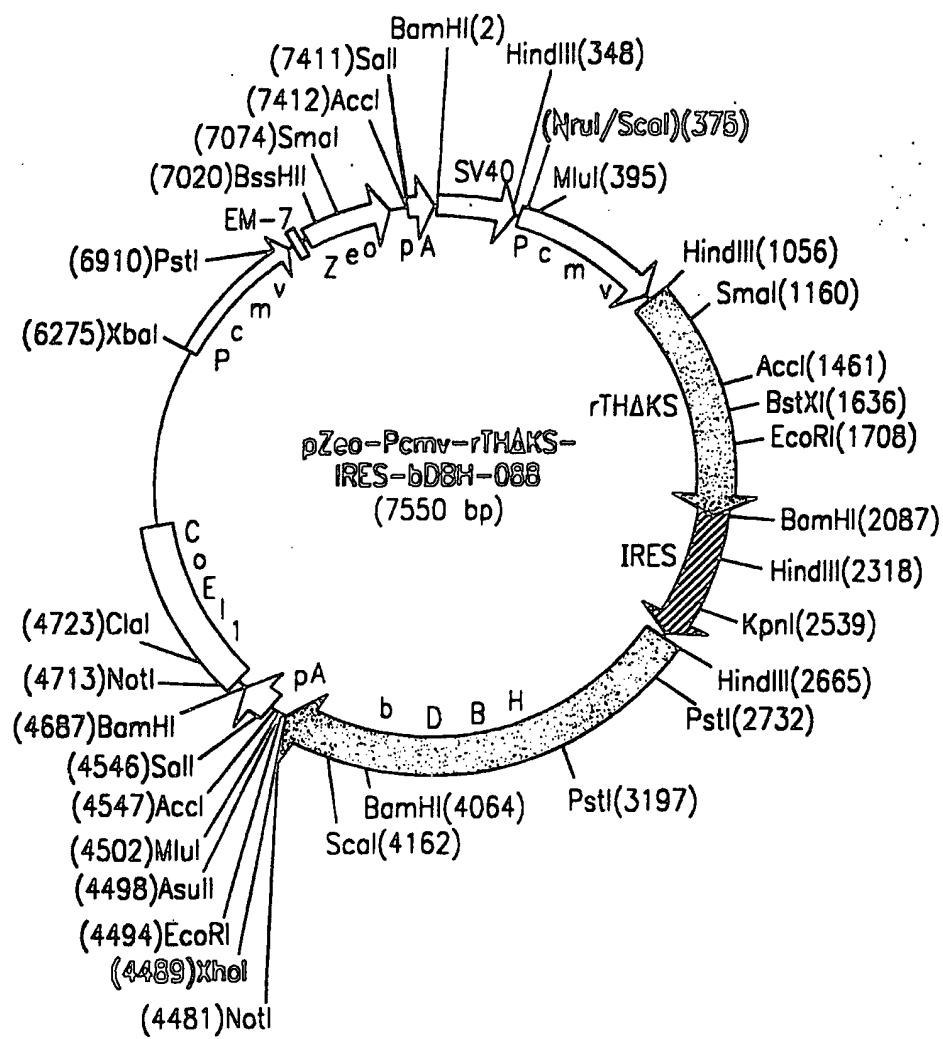 BamHI(2)
(7411)SalI
HindIII(348)
(7412)AccI
(NruI/ScaI)(375)
(7074)SmaI
SV40
MluI(395)
(7020)BssHII
EM-7
Zeo
pA
Pcmv
HindIII(1056)
(6910)PstI
SmaI(1160)
Pcmv
(6275)XbaI
AccI(1461)
rTHΔKS
BstXI(1636)
EcoRI(1708)
pZeo-Pcmv-rTHΔKS-
IRES-bDBH-088
(7550 bp)
BamHI(2087)
IRES
HindIII(2318)
CoEI1
KpnI(2539)
(4723)ClaI
(4713)NotI
pA
HindIII(2665)
(4687)BamHI
bDBH
PstI(2732)
(4546)SalI
(4547)AccI
BamHI(4064)
PstI(3197)
(4502)MluI
ScaI(4162)
(4498)AsuII
(4494)EcoRI
(4489)XhoI
(4481)NotI